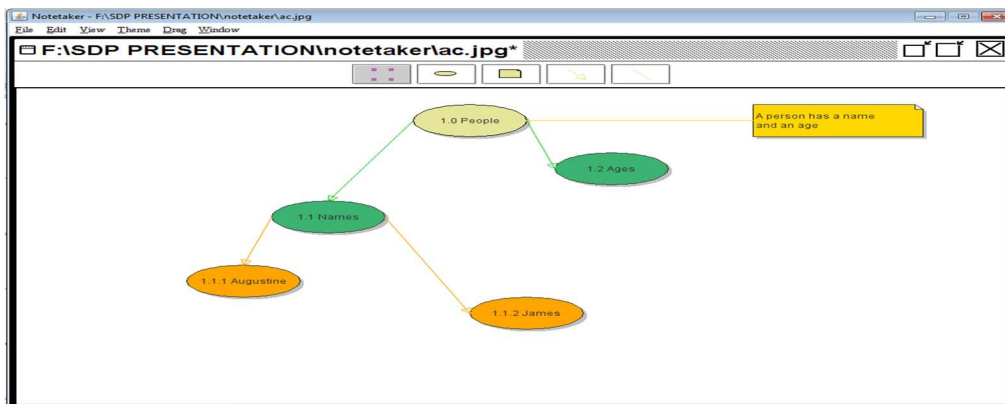 Notetaker - F:\SDP PRESENTATION\notetaker\ac.jpg
File Edit View Theme Drag Window
F:\SDP PRESENTATION\notetaker\ac.jpg*
1.0 People
A person has a name
and an age
1.2 Ages
1.1 Names
1.1.1 Augustine
1.1.2 James